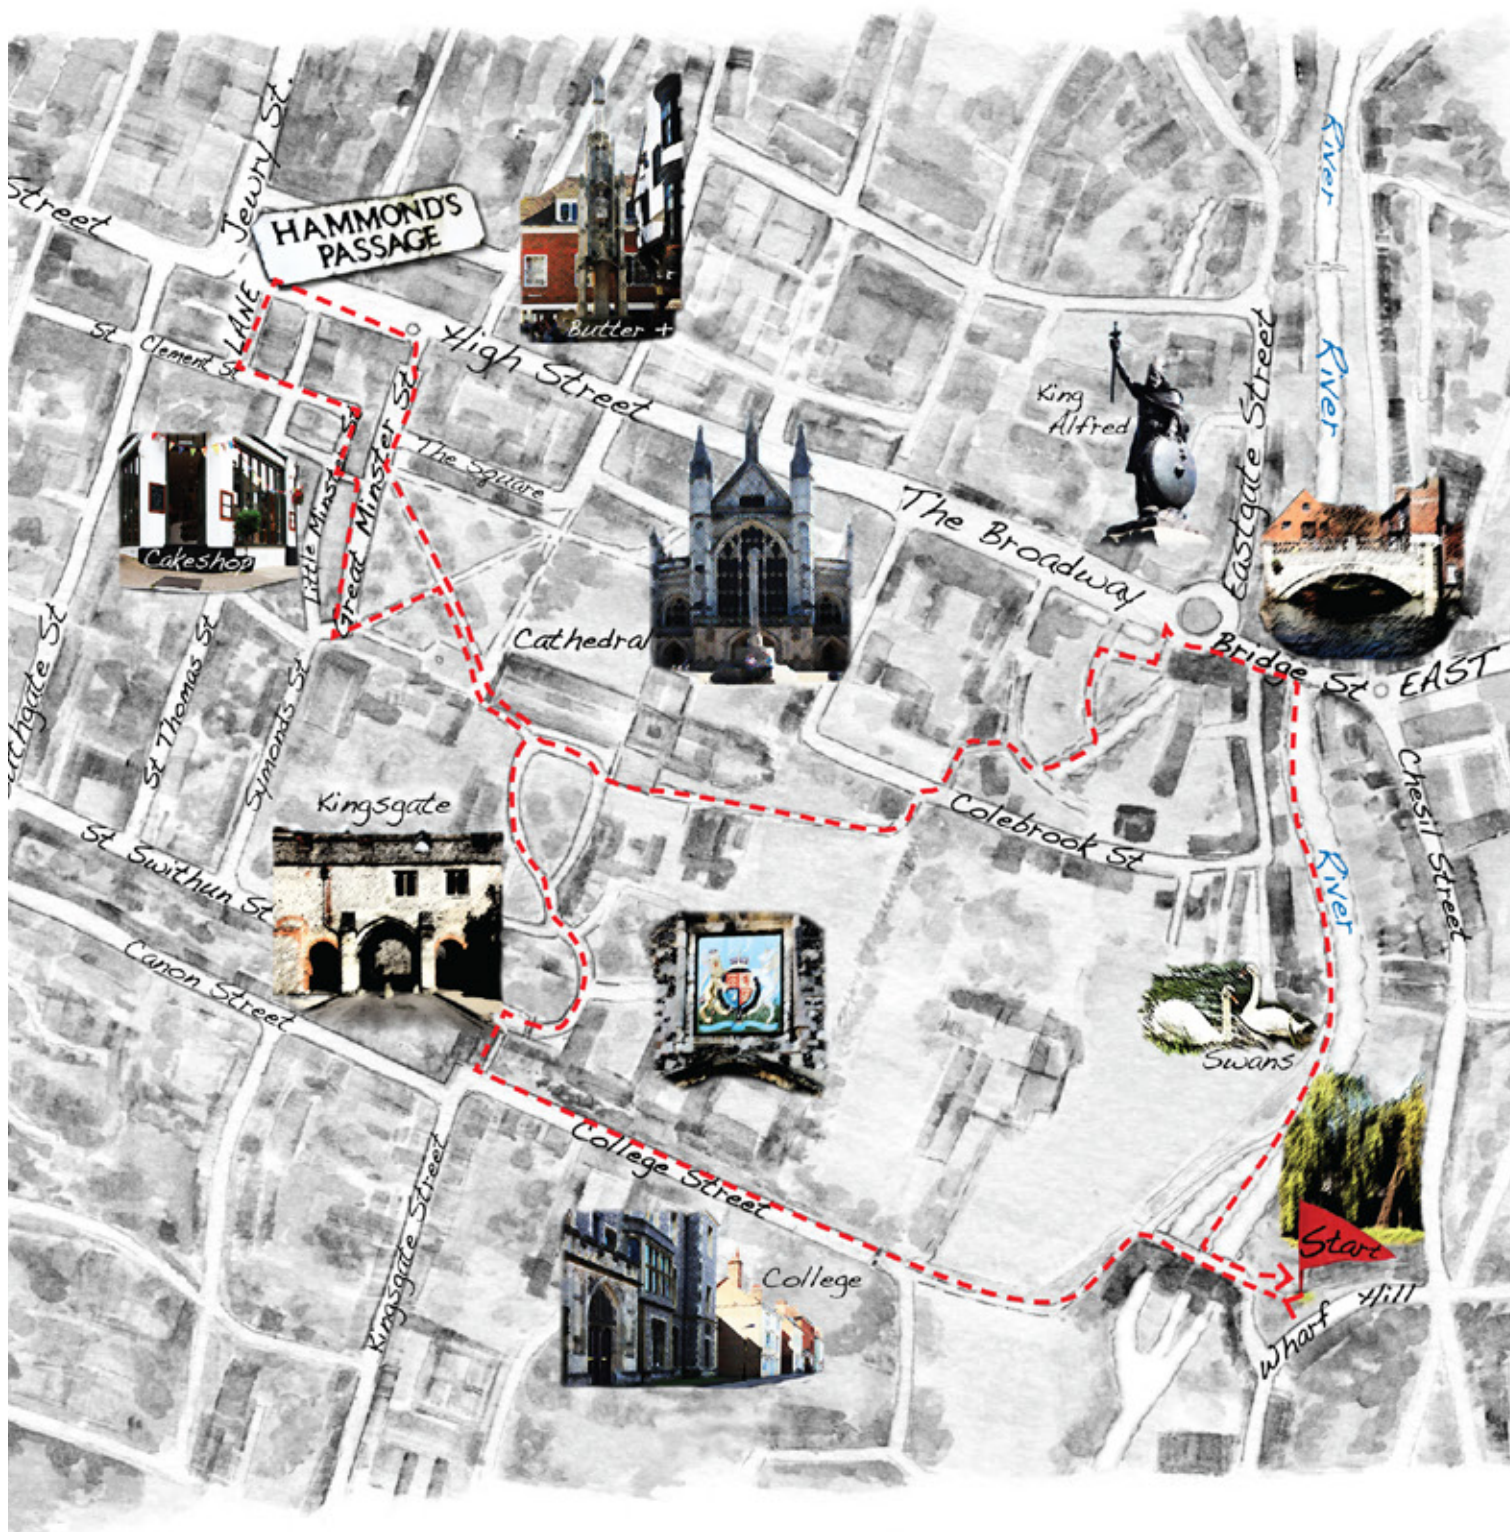 Jewry St.
Street
HAMMOND'S
PASSAGE
LANE
St Clement St
High Street
Butter +
River
River
King
Alfred
Eastgate Street
Great Minster St
The Square
Little Minst St
Cakeshop
The Broadway
Cathedral
Bridge St
EAST
uthgate St
St Thomas St
Symonds St
Kingsgate
Colebrook St
Chesil Street
River
St Swithun St
Canon Street
Swans
College Street
Kingsgate Street
College
Start
Wharf Hill